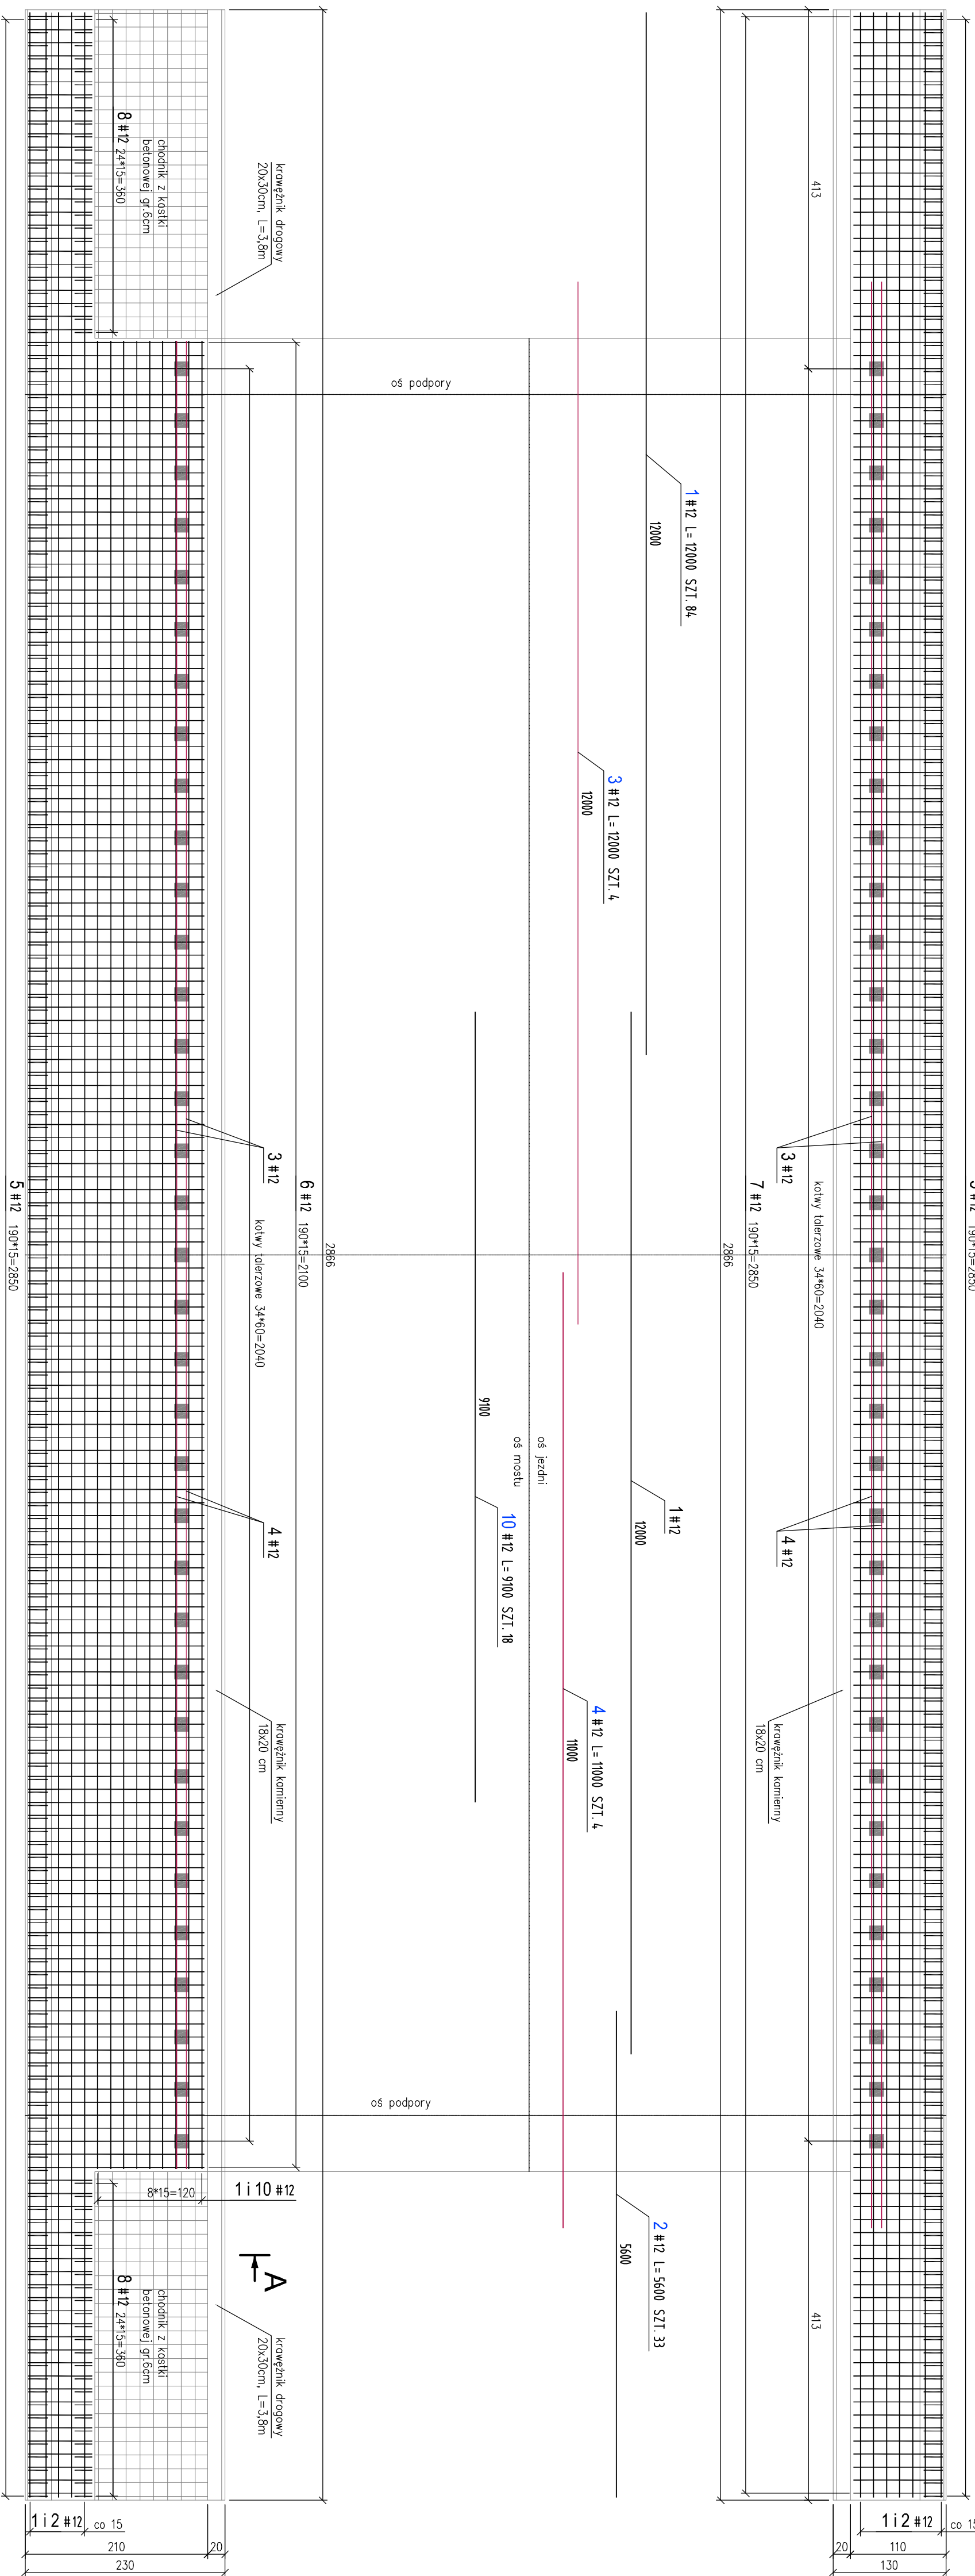 8 #12 24*15=360
chodnik z kostki
betonowej gr.6cm
krawężnik drogowy
20x30cm, L=3,8m
413
oś podpory
1 #12 L=12000 SZT. 84
12000
3 #12 L=12000 SZT. 4
12000
3 #12
3 #12
5 #12 190*15=2850
6 #12 190*15=2100
kotwy talerzowe 34*60=2040
2866
2866
7 #12 190*15=2850
kotwy talerzowe 34*60=2040
190*15=2850
9100
oś mostu
oś jezdni
10 #12 L=9100 SZT. 18
1 #12
12000
4 #12
4 #12
4 #12 L=11000 SZT. 4
11000
krawężnik kamienny
18x20 cm
krawężnik kamienny
18x20 cm
oś podpory
8*15=120
1 i 10 #12
A
2 #12 L=5600 SZT. 33
5600
8 #12 24*15=360
chodnik z kostki
betonowej gr.6cm
krawężnik drogowy
20x30cm, L=3,8m
413
1 i 2 #12 co 15
210
20
230
1 i 2 #12 co 15
20
110
130